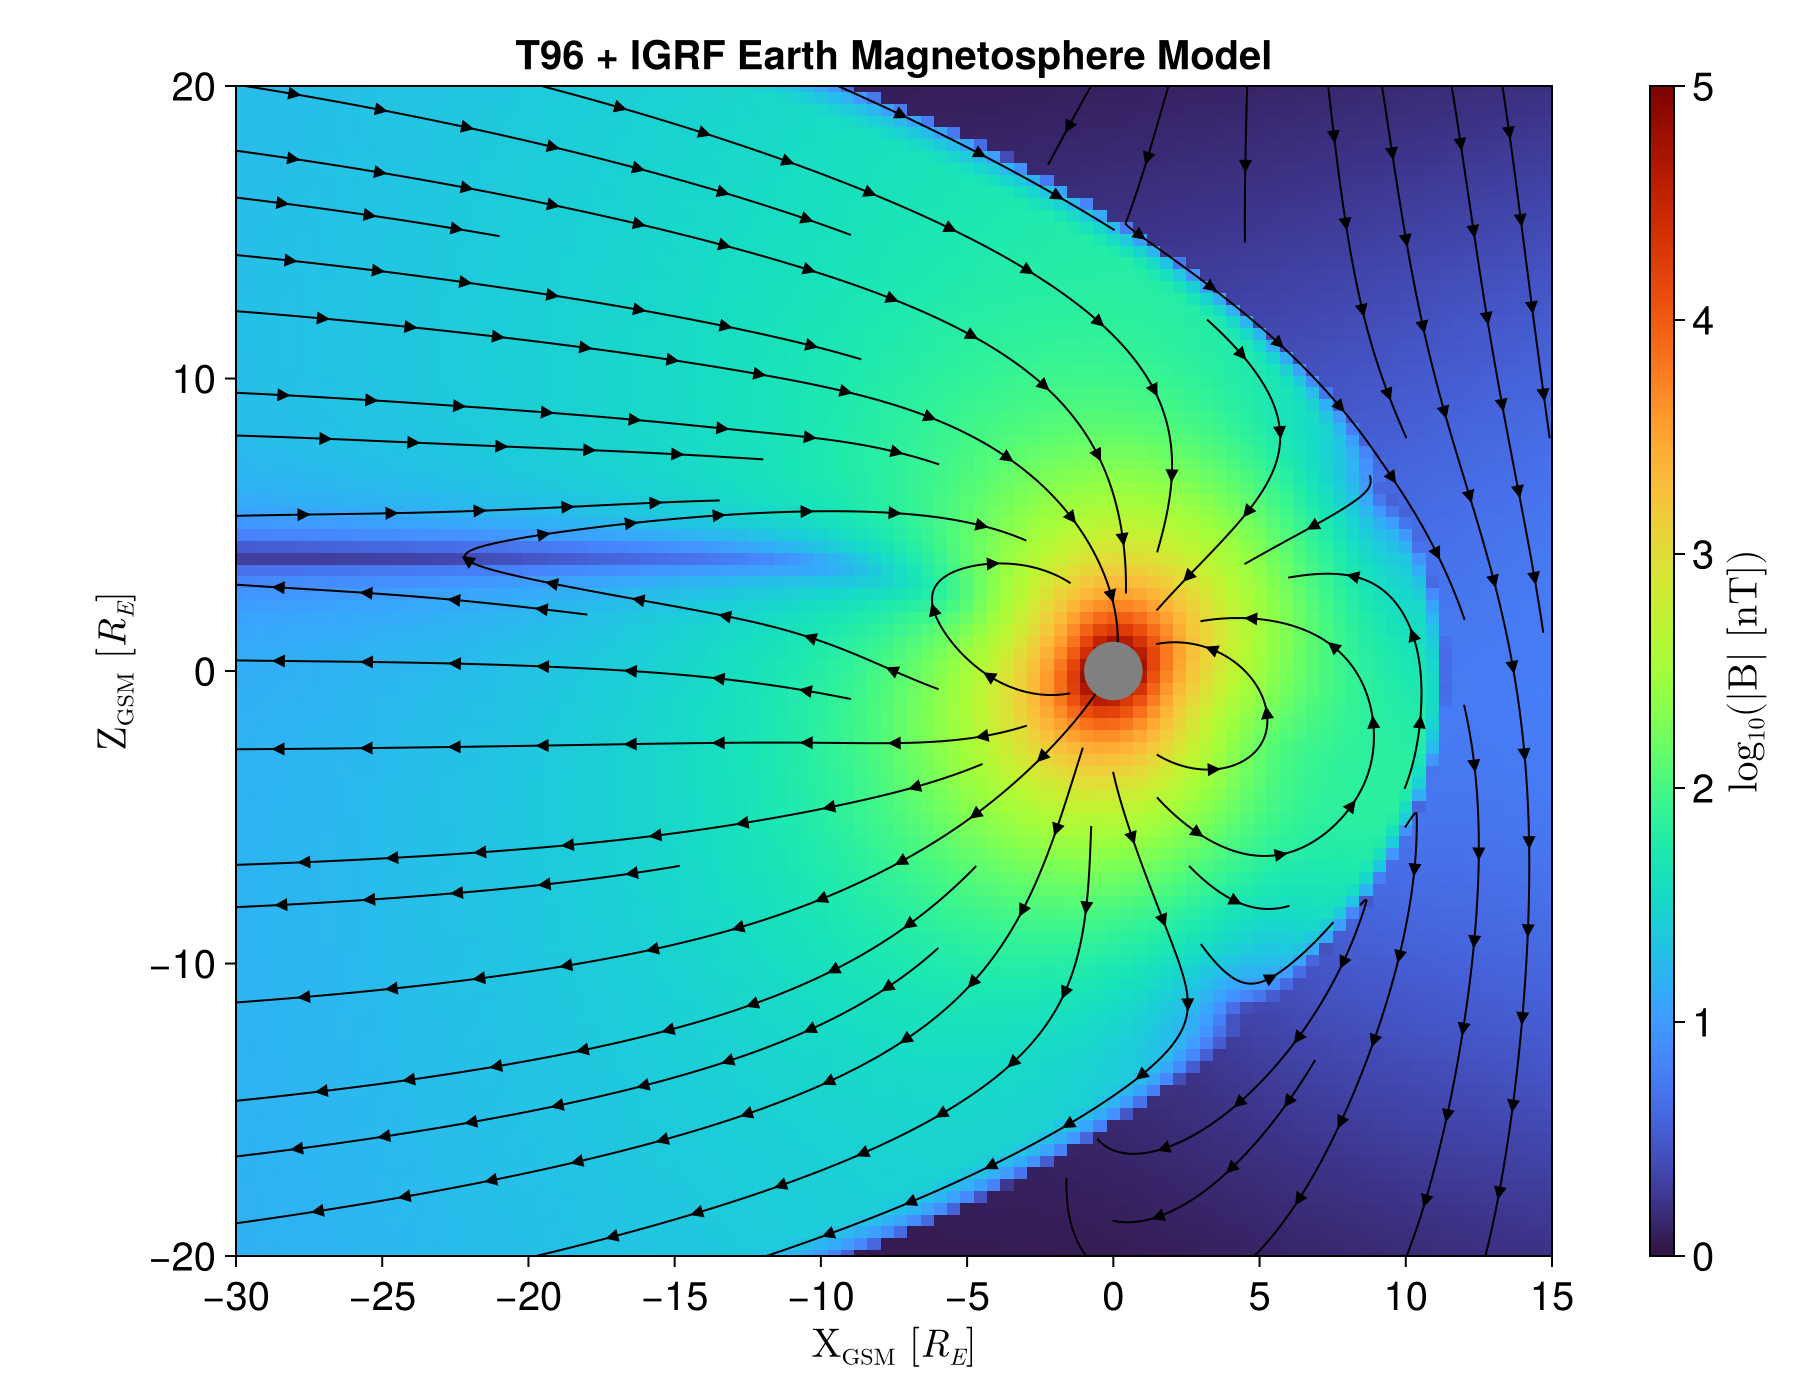 T96 + IGRF Earth Magnetosphere Model
20
10
0
−10
−20
Z_GSM [R_E]
−30 −25 −20 −15 −10 −5 0 5 10 15
X_GSM [R_E]
5
4
3
2
1
0
log₁₀(|B| [nT])